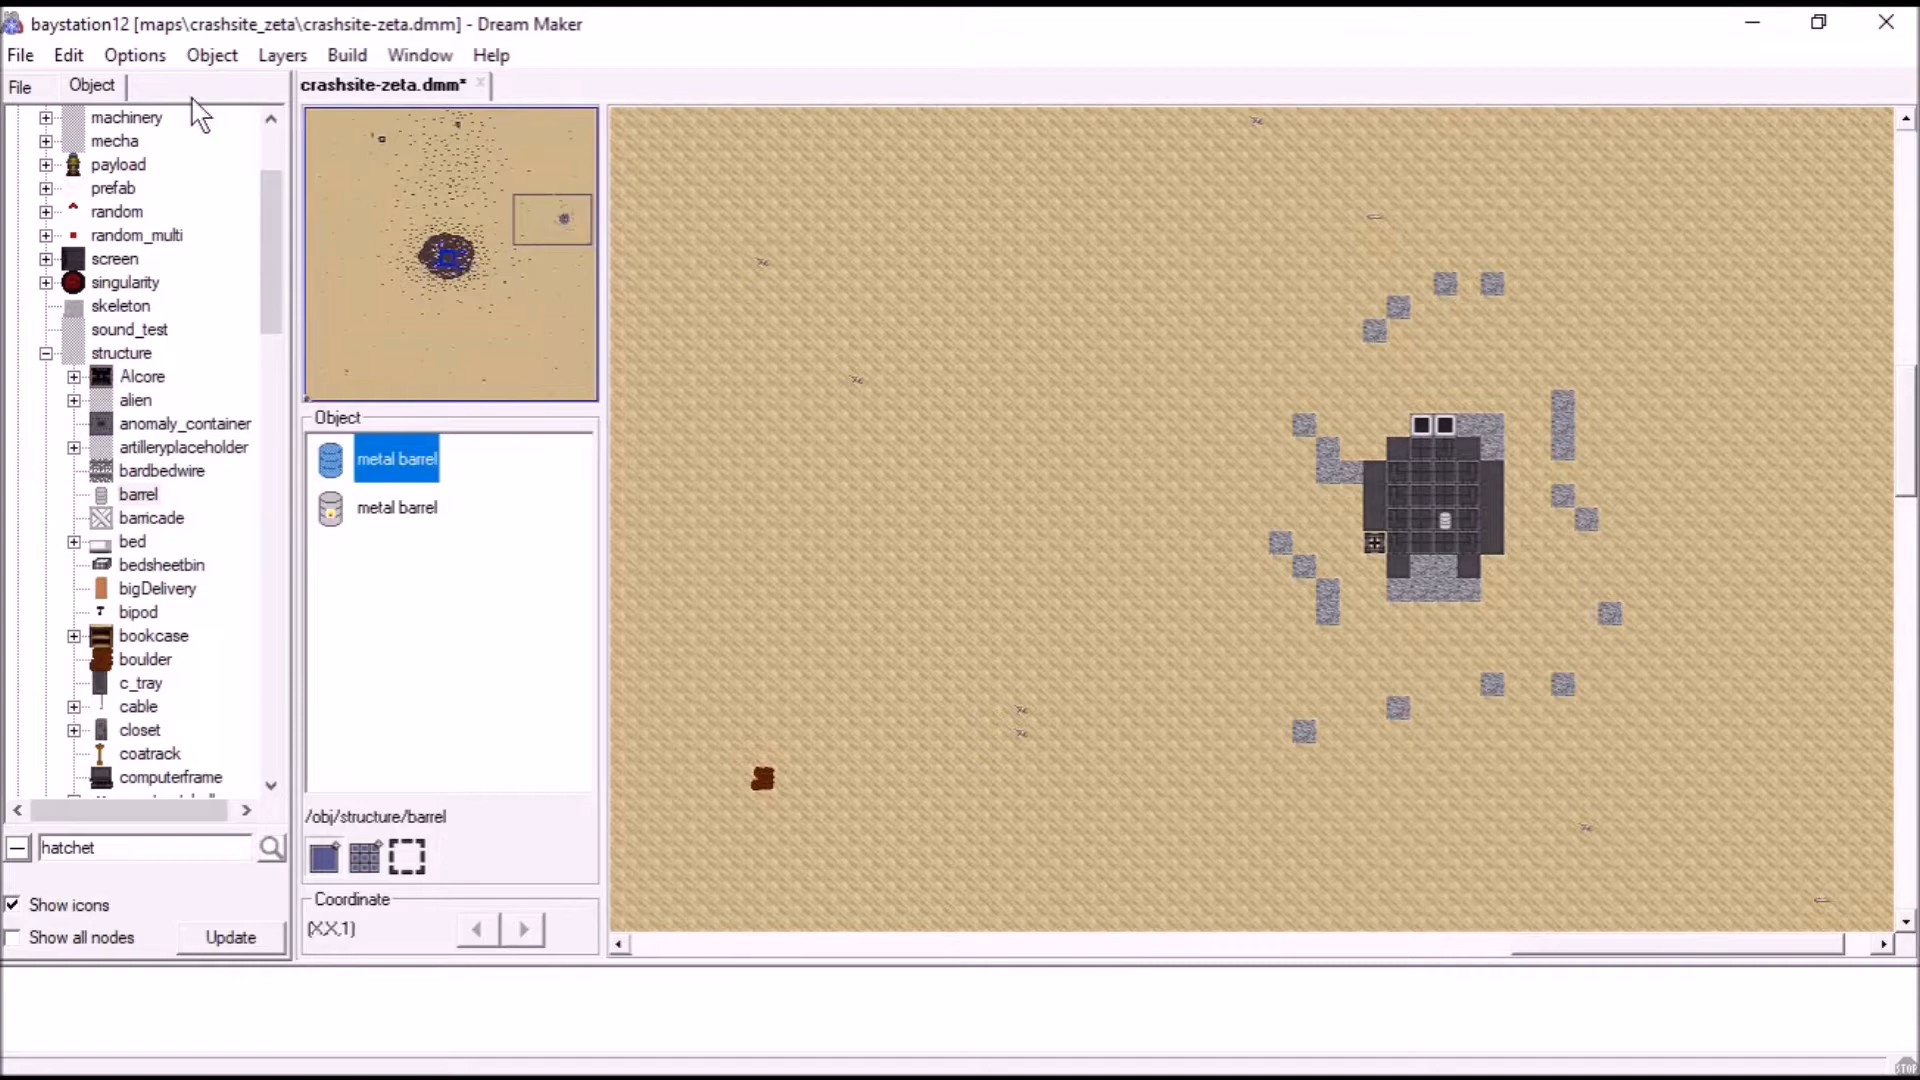 baystation12 [maps\crashsite_zeta\crashsite-zeta.dmm] - Dream Maker
File Edit Options Object Layers Build Window Help
File Object
crashsite-zeta.dmm*
machinery
mecha
payload
prefab
random
random_multi
screen
singularity
skeleton
sound_test
structure
AIcore
alien
anomaly_container
artilleryplaceholder
bardbedwire
barrel
barricade
bed
bedsheetbin
bigDelivery
bipod
bookcase
boulder
c_tray
cable
closet
coatrack
computerframe
hatchet
Show icons
Show all nodes
Update
Object
metal barrel
metal barrel
/obj/structure/barrel
Coordinate
(X,X,1)
STOP